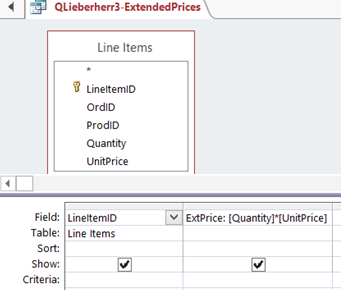 QLieberherr3-ExtendedPrices
Line Items
*
LineItemID
OrdID
ProdID
Quantity
UnitPrice
Field: LineItemID ExtPrice: [Quantity]*[UnitPrice]
Table: Line Items
Sort:
Show:
Criteria: